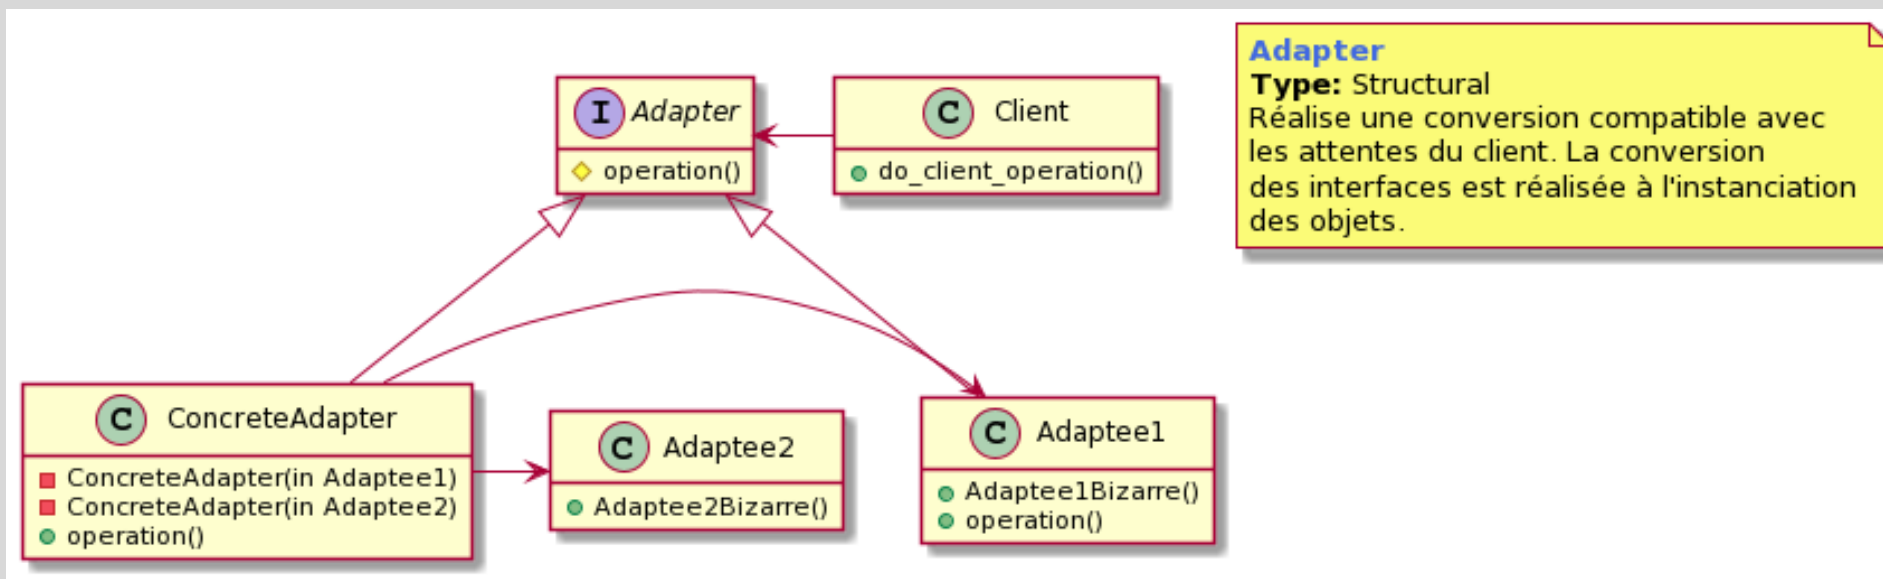 I Adapter
operation()
C Client
do_client_operation()
Adapter
Type: Structural
Réalise une conversion compatible avec
les attentes du client. La conversion
des interfaces est réalisée à l'instanciation
des objets.
C ConcreteAdapter
ConcreteAdapter(in Adaptee1)
ConcreteAdapter(in Adaptee2)
operation()
C Adaptee2
Adaptee2Bizarre()
C Adaptee1
Adaptee1Bizarre()
operation()